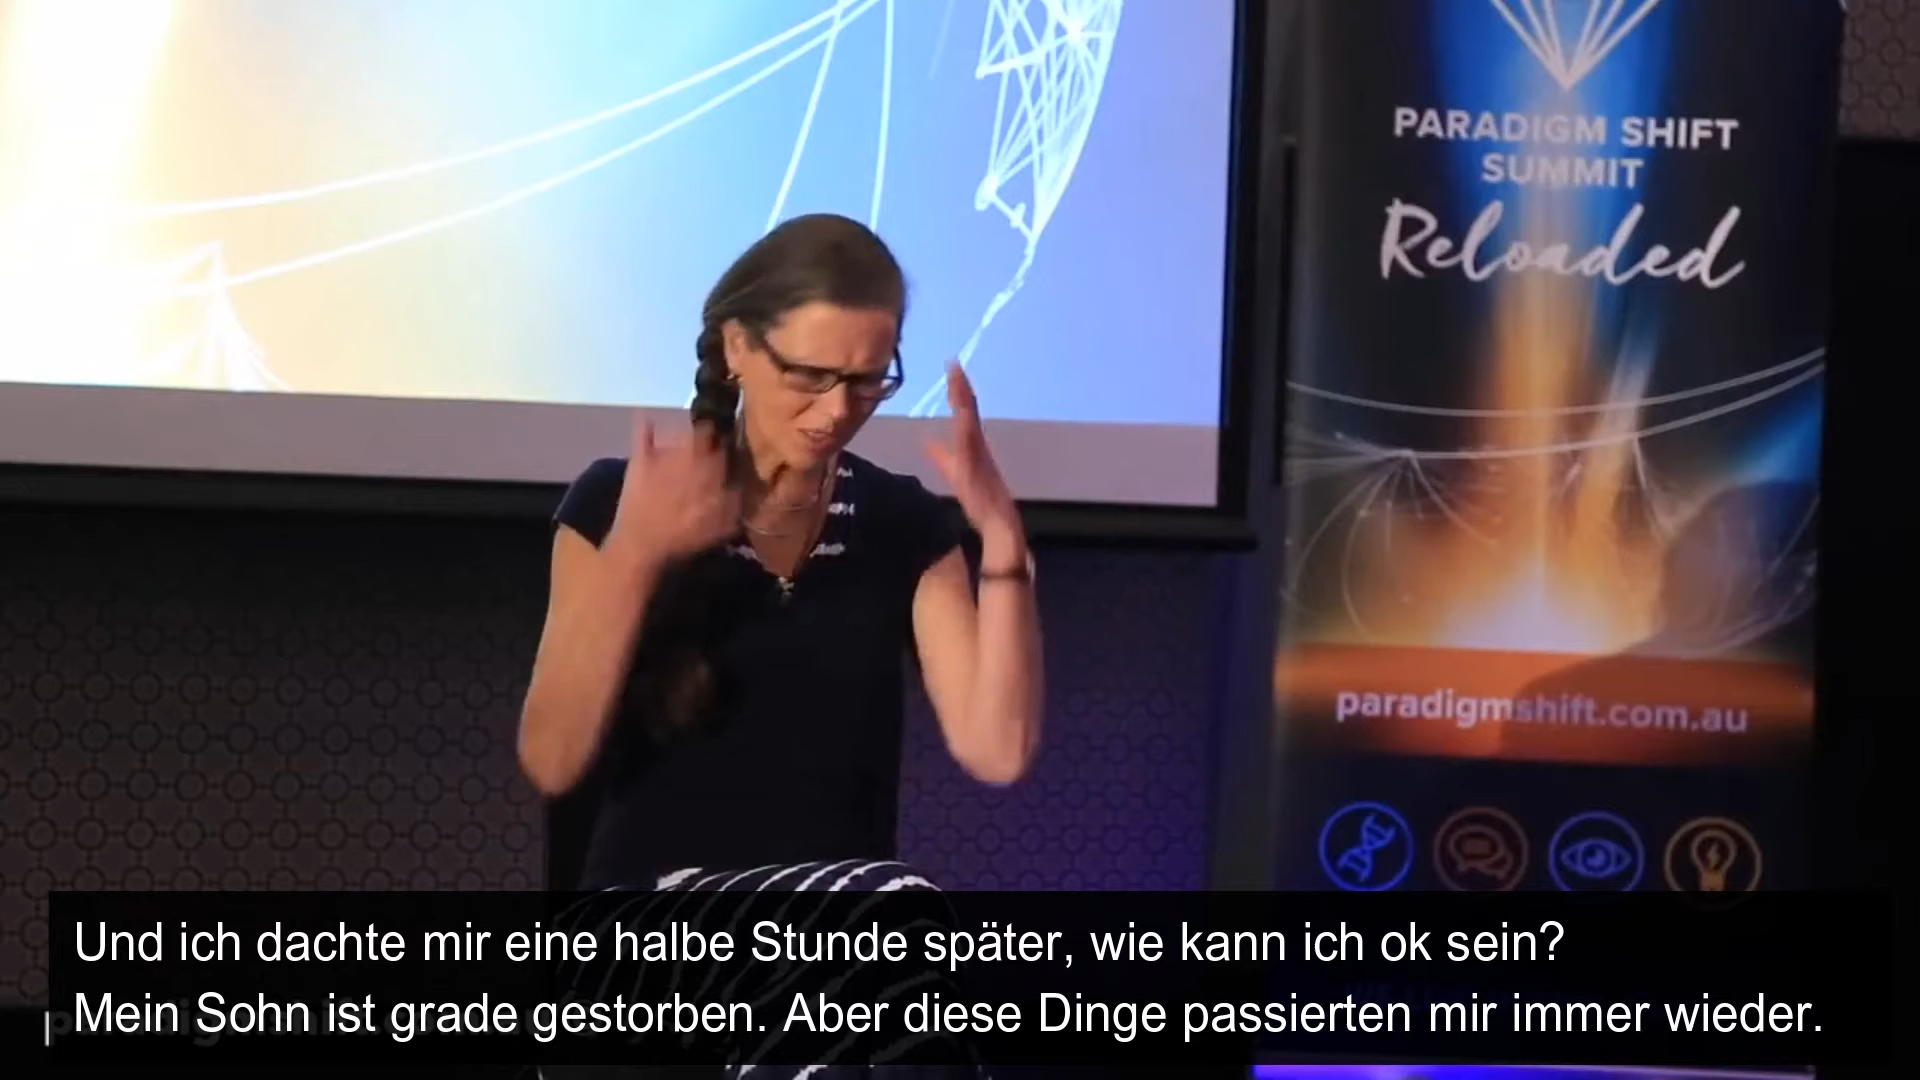 PARADIGM SHIFT
SUMMIT
Reloaded
paradigmshift.com.au
Und ich dachte mir eine halbe Stunde später, wie kann ich ok sein?
Mein Sohn ist grade gestorben. Aber diese Dinge passierten mir immer wieder.